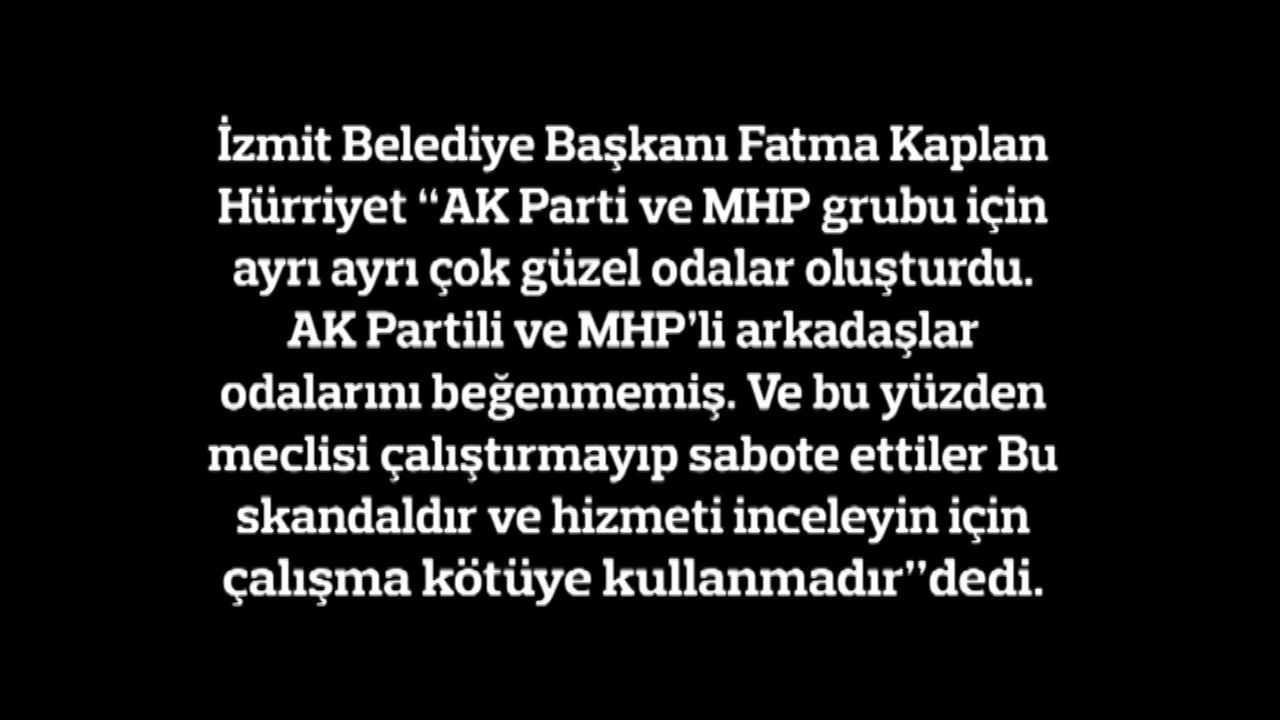 İzmit Belediye Başkanı Fatma Kaplan
Hürriyet “AK Parti ve MHP grubu için
ayrı ayrı çok güzel odalar oluşturdu.
AK Partili ve MHP’li arkadaşlar
odalarını beğenmemiş. Ve bu yüzden
meclisi çalıştırmayıp sabote ettiler Bu
skandaldır ve hizmeti inceleyin için
çalışma kötüye kullanmadır”dedi.